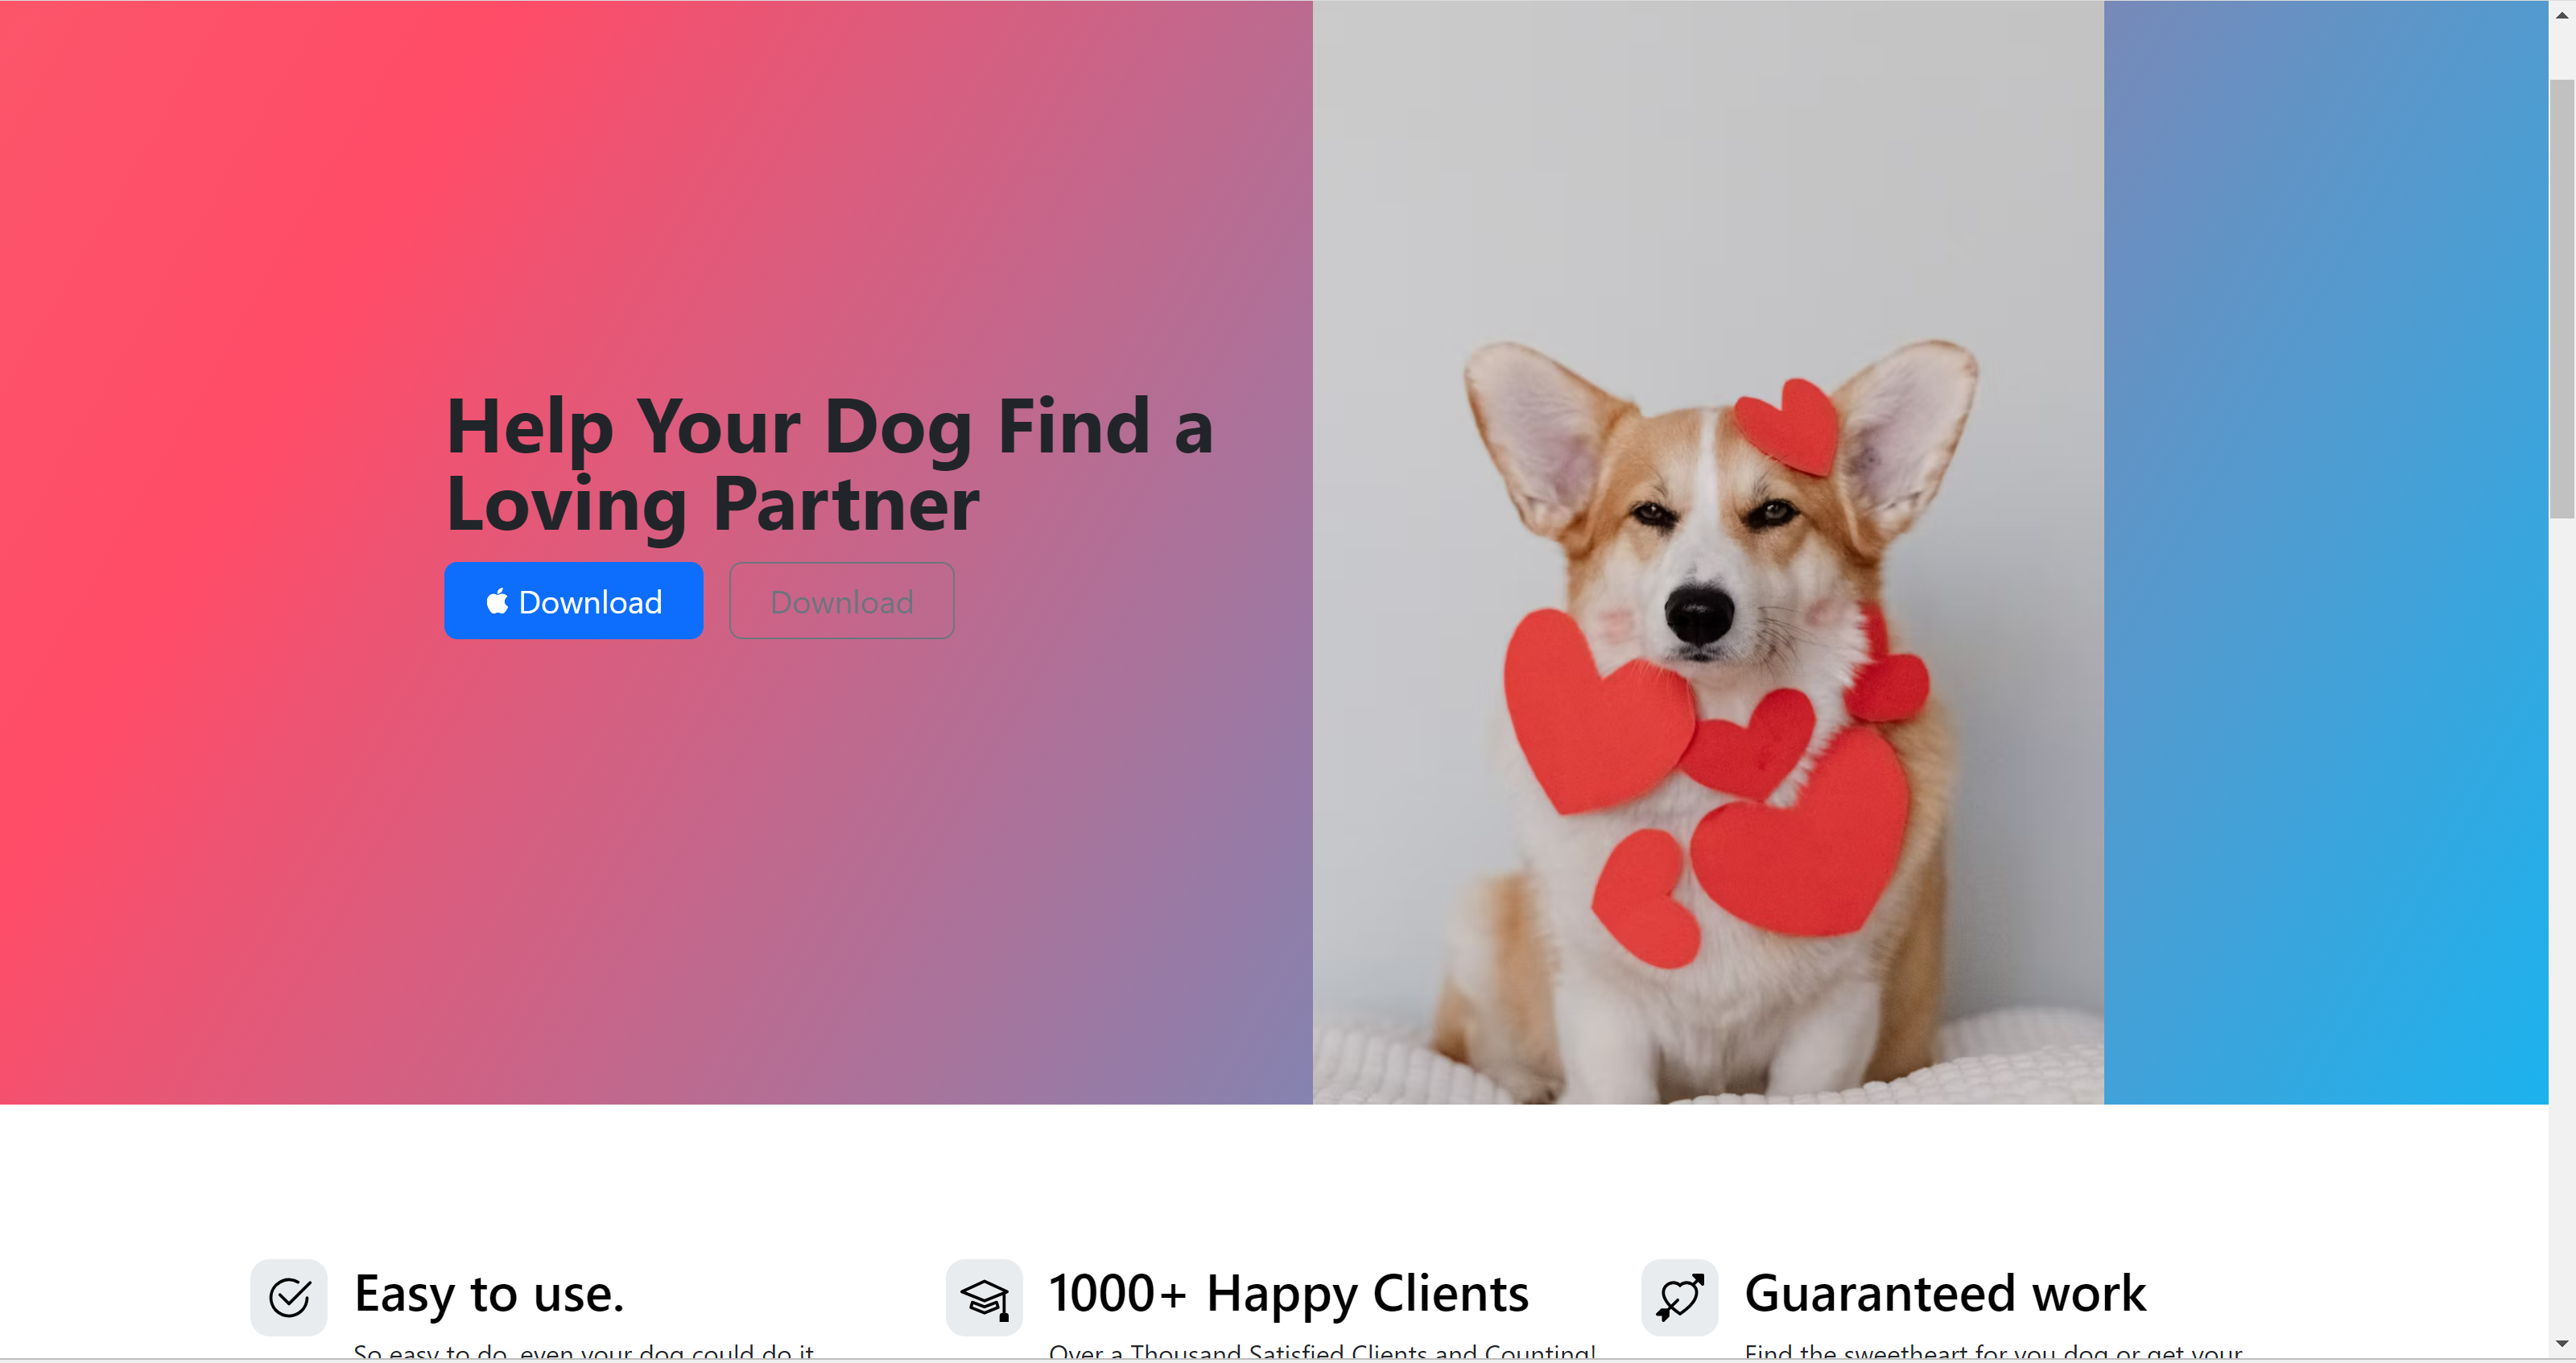 Help Your Dog Find a
Loving Partner
Download
Download
Easy to use.
1000+ Happy Clients
Guaranteed work
So easy to do, even your dog could do it.
Over a Thousand Satisfied Clients and Counting!
Find the sweetheart for you dog or get your